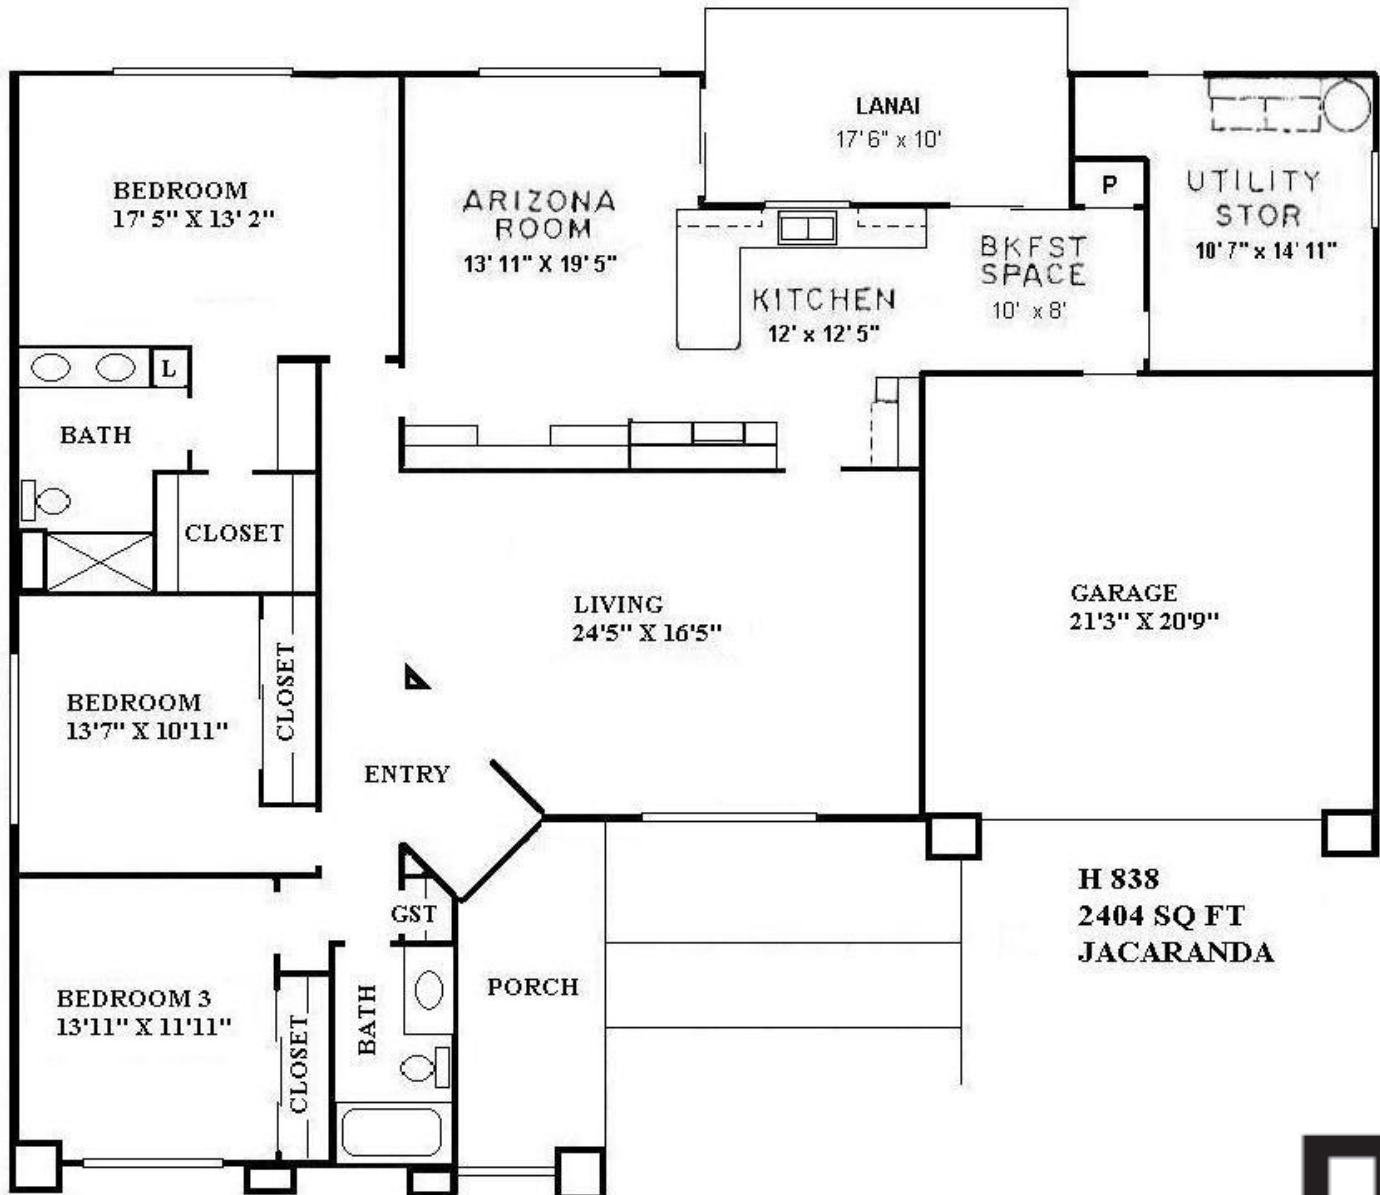 LANAI
17'6" x 10'
BEDROOM
17' 5" X 13' 2"
ARIZONA
ROOM
13' 11" X 19' 5"
P
UTILITY
STOR
10' 7" x 14' 11"
BKFST
SPACE
10' x 8'
KITCHEN
12' x 12' 5"
L
BATH
CLOSET
LIVING
24'5" X 16'5"
GARAGE
21'3" X 20'9"
BEDROOM
13'7" X 10'11"
CLOSET
ENTRY
GST
H 838
2404 SQ FT
JACARANDA
BEDROOM 3
13'11" X 11'11"
CLOSET
BATH
PORCH